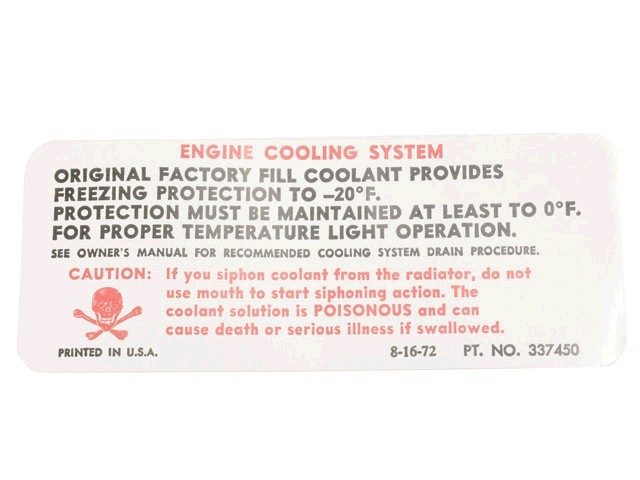 ENGINE COOLING SYSTEM
ORIGINAL FACTORY FILL COOLANT PROVIDES
FREEZING PROTECTION TO –20°F.
PROTECTION MUST BE MAINTAINED AT LEAST TO 0°F.
FOR PROPER TEMPERATURE LIGHT OPERATION.
SEE OWNER'S MANUAL FOR RECOMMENDED COOLING SYSTEM DRAIN PROCEDURE.
CAUTION: If you siphon coolant from the radiator, do not
use mouth to start siphoning action. The
coolant solution is POISONOUS and can
cause death or serious illness if swallowed.
PRINTED IN U.S.A. 8-16-72 PT. NO. 337450